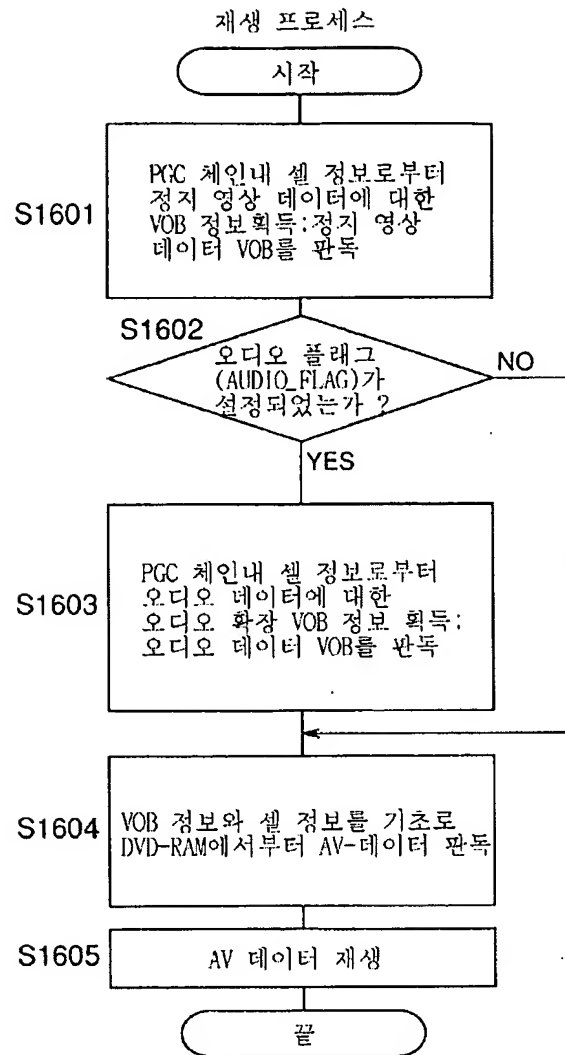 재생 프로세스
시작
S1601
PGC 체인내 셀 정보로부터
정지 영상 데이터에 대한
VOB 정보획득:정지 영상
데이터 VOB를 판독
S1602
오디오 플래그
(AUDIO_FLAG)가
설정되었는가 ?
NO
YES
S1603
PGC 체인내 셀 정보로부터
오디오 데이터에 대한
오디오 확장 VOB 정보 획득:
오디오 데이터 VOB를 판독
S1604
VOB 정보와 셀 정보를 기초로
DVD-RAM에서부터 AV-데이터 판독
S1605
AV 데이터 재생
끝